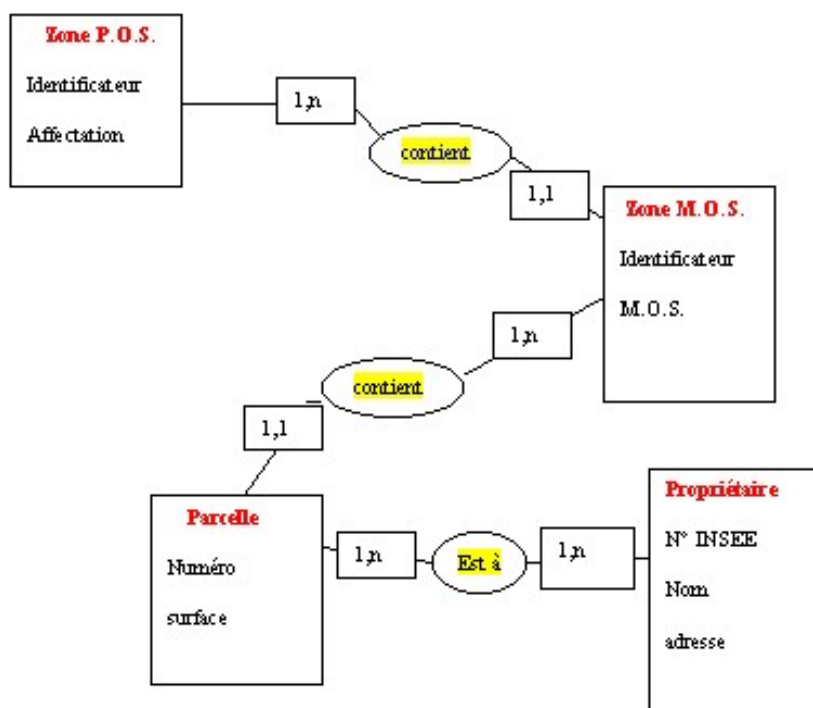 Zone P.O.S.
Identificateur
Affectation
1,n
contient
1,1
Zone M.O.S.
Identificateur
M.O.S.
1,n
contient
1,1
Parcelle
Numéro
surface
1,n
Est à
1,n
Propriétaire
N° INSEE
Nom
adresse